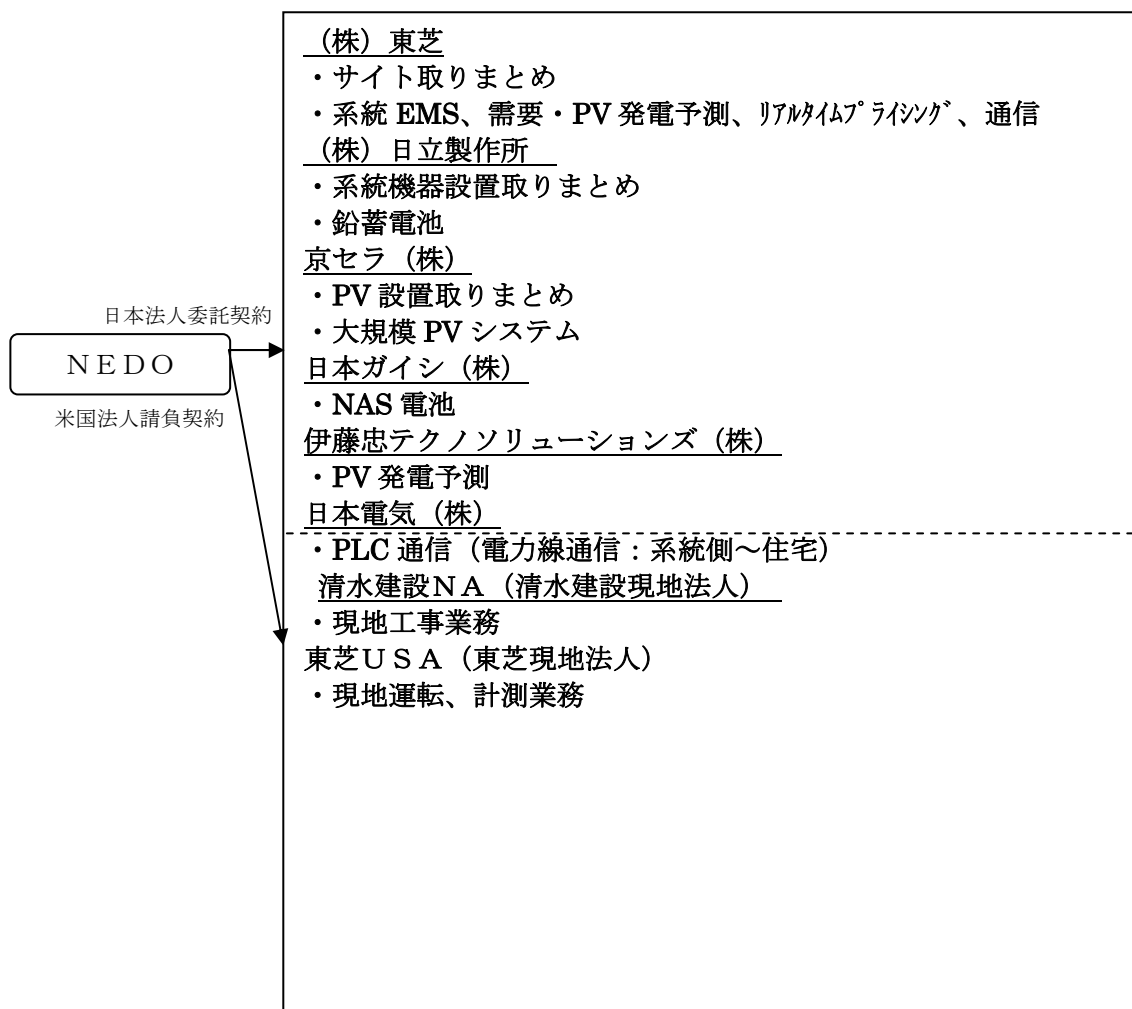 (株)東芝
・サイト取りまとめ
・系統 EMS、需要・PV 発電予測、ﾘｱﾙﾀｲﾑﾌﾟﾗｲｼﾝｸﾞ、通信
(株)日立製作所
・系統機器設置取りまとめ
・鉛蓄電池
京セラ(株)
・PV 設置取りまとめ
・大規模 PV システム
日本ガイシ(株)
・NAS 電池
伊藤忠テクノソリューションズ(株)
・PV 発電予測
日本電気(株)
・PLC 通信(電力線通信：系統側～住宅)
清水建設ＮＡ(清水建設現地法人)
・現地工事業務
東芝ＵＳＡ(東芝現地法人)
・現地運転、計測業務
日本法人委託契約
ＮＥＤＯ
米国法人請負契約